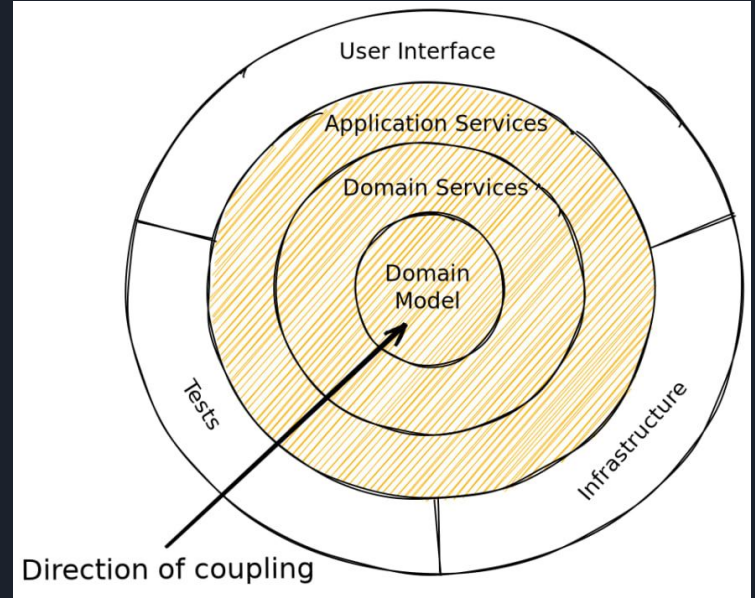 User Interface
Application Services
Domain Services
Domain
Model
Tests
Infrastructure
Direction of coupling